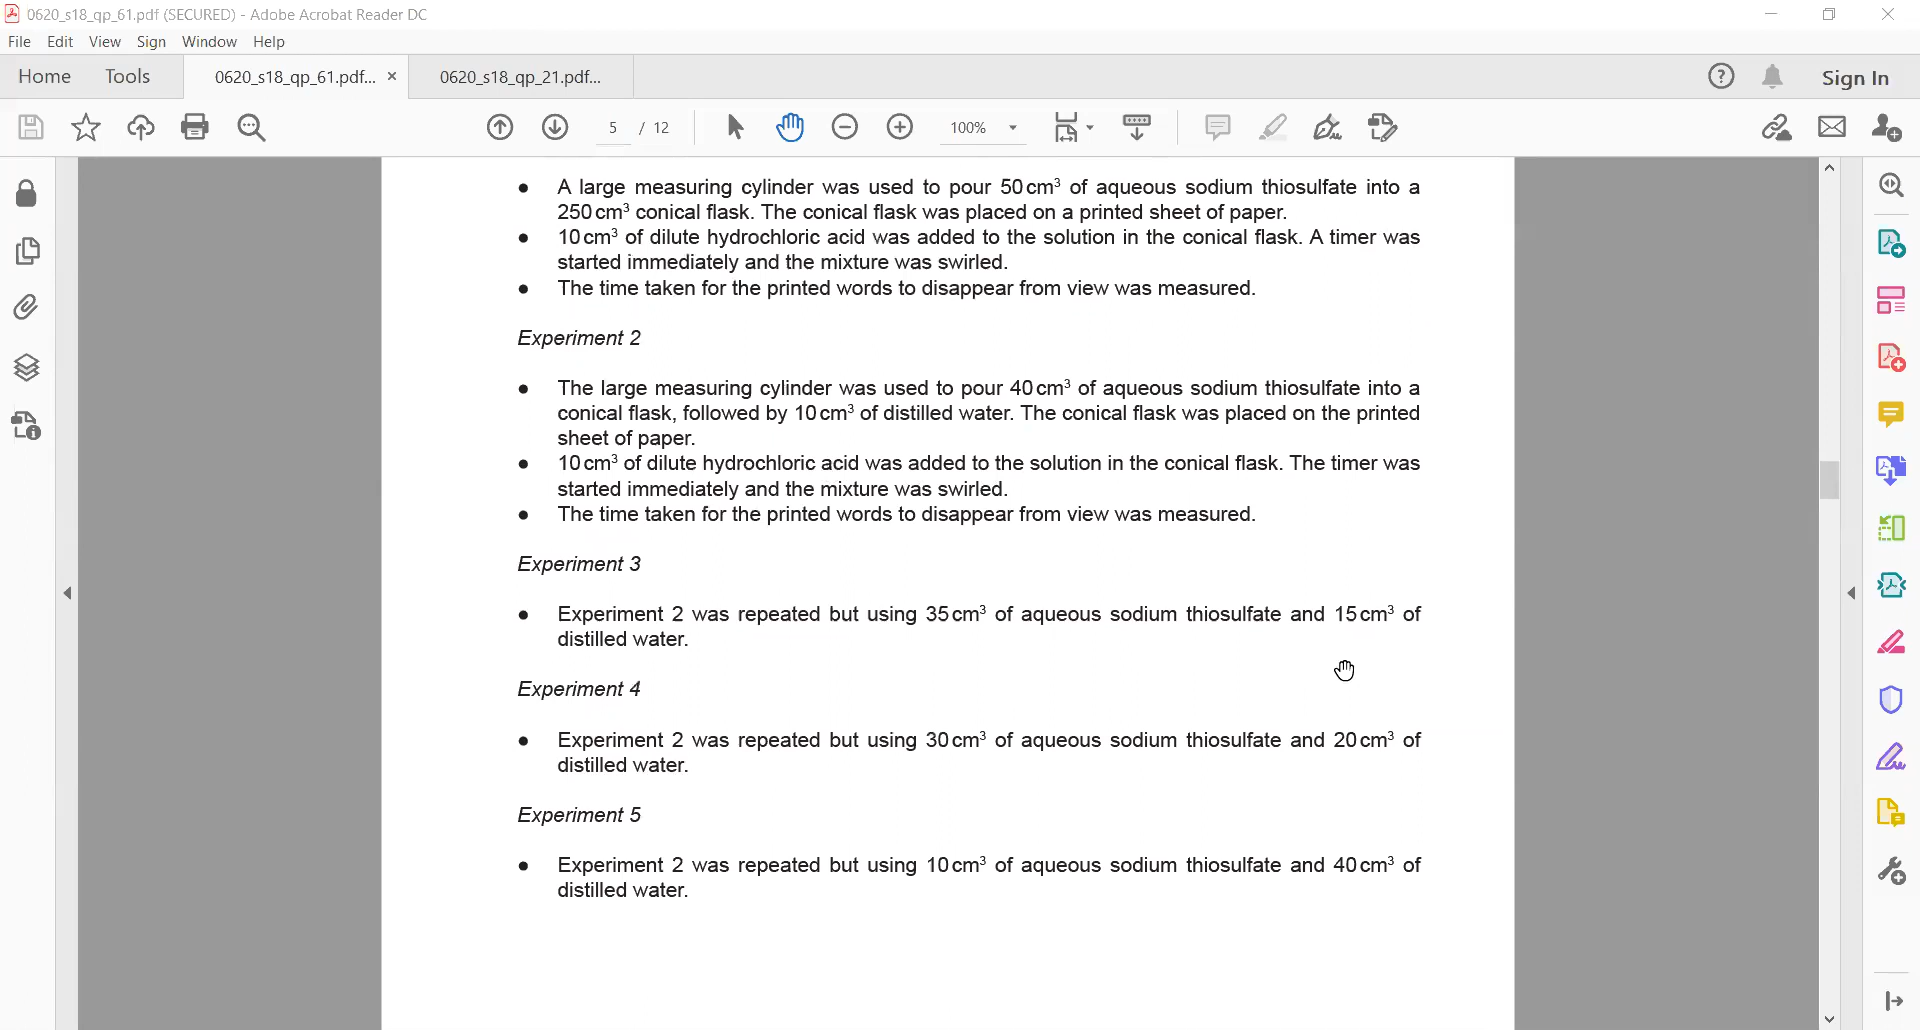 0620_s18_qp_61.pdf (SECURED) - Adobe Acrobat Reader DC
File Edit View Sign Window Help
Home Tools 0620_s18_qp_61.pdf... × 0620_s18_qp_21.pdf... Sign In
5 / 12 100%
• A large measuring cylinder was used to pour 50 cm³ of aqueous sodium thiosulfate into a
250 cm³ conical flask. The conical flask was placed on a printed sheet of paper.
• 10 cm³ of dilute hydrochloric acid was added to the solution in the conical flask. A timer was
started immediately and the mixture was swirled.
• The time taken for the printed words to disappear from view was measured.
Experiment 2
• The large measuring cylinder was used to pour 40 cm³ of aqueous sodium thiosulfate into a
conical flask, followed by 10 cm³ of distilled water. The conical flask was placed on the printed
sheet of paper.
• 10 cm³ of dilute hydrochloric acid was added to the solution in the conical flask. The timer was
started immediately and the mixture was swirled.
• The time taken for the printed words to disappear from view was measured.
Experiment 3
• Experiment 2 was repeated but using 35 cm³ of aqueous sodium thiosulfate and 15 cm³ of
distilled water.
Experiment 4
• Experiment 2 was repeated but using 30 cm³ of aqueous sodium thiosulfate and 20 cm³ of
distilled water.
Experiment 5
• Experiment 2 was repeated but using 10 cm³ of aqueous sodium thiosulfate and 40 cm³ of
distilled water.